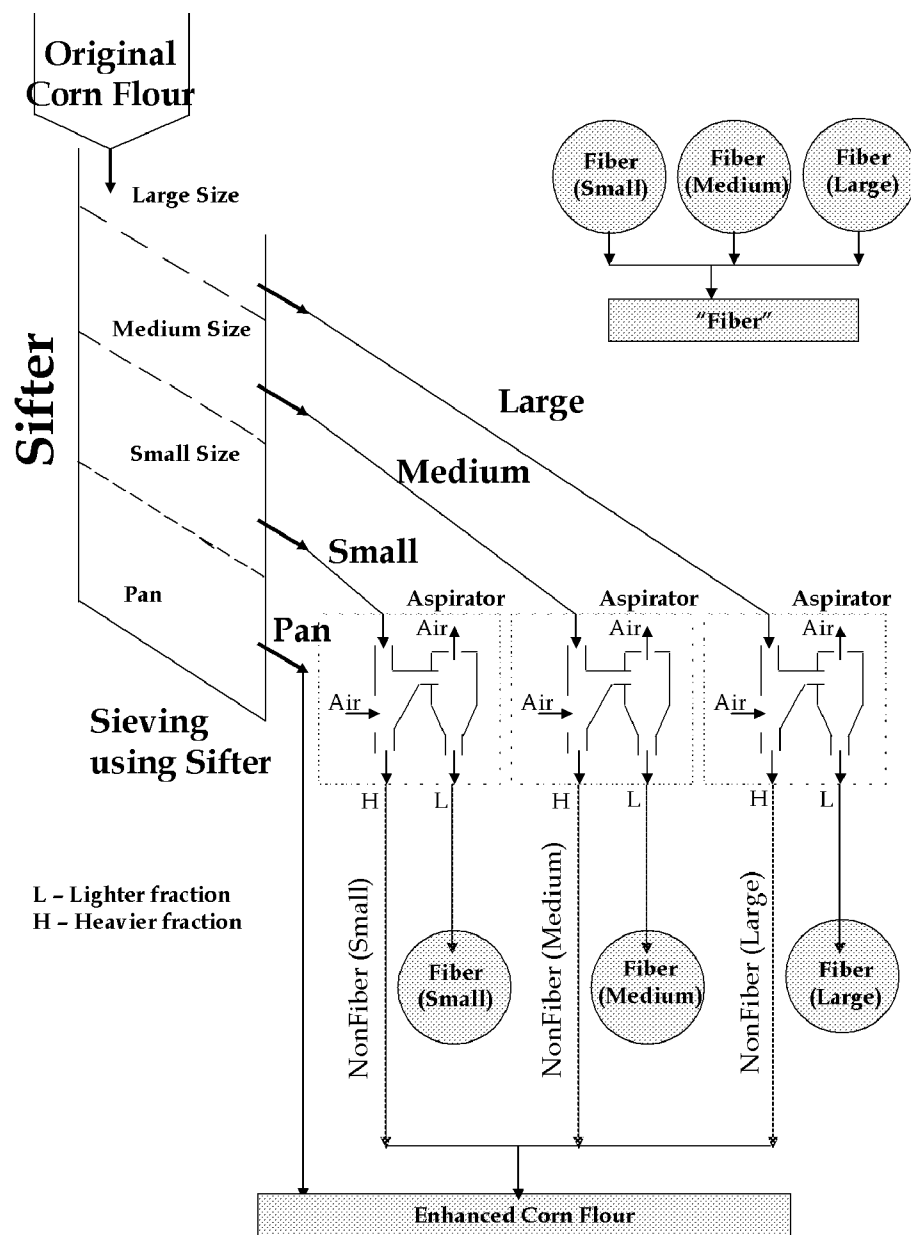 Original
Corn Flour
Large Size
Medium Size
Small Size
Pan
Sifter
Sieving
using Sifter
Large
Medium
Small
Pan
Fiber
(Small)
Fiber
(Medium)
Fiber
(Large)
“Fiber”
Aspirator
Aspirator
Aspirator
Air
Air
Air
Air
Air
Air
H
L
H
L
H
L
L – Lighter fraction
H – Heavier fraction
NonFiber (Small)
NonFiber (Medium)
NonFiber (Large)
Fiber
(Small)
Fiber
(Medium)
Fiber
(Large)
Enhanced Corn Flour